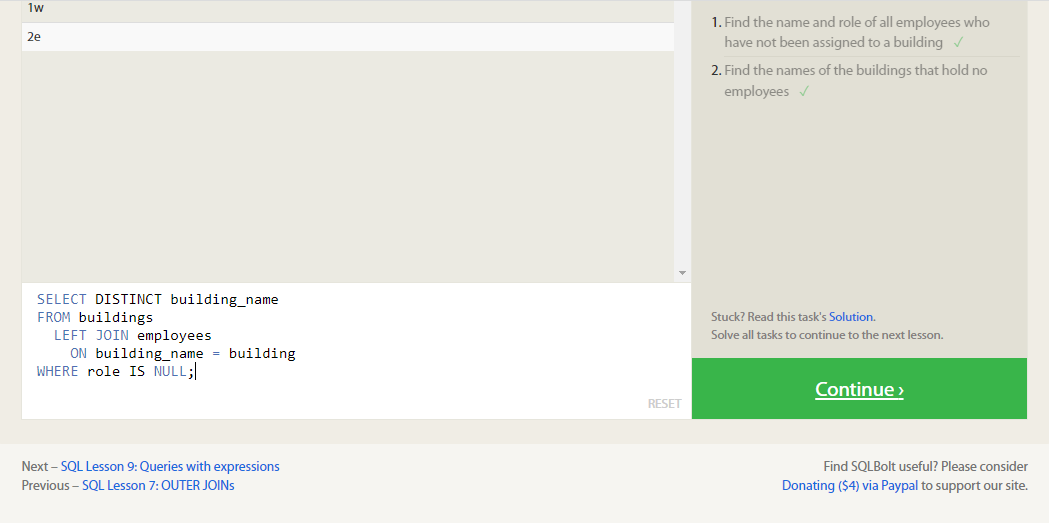 1w
2e
1. Find the name and role of all employees who
have not been assigned to a building ✓
2. Find the names of the buildings that hold no
employees ✓
SELECT DISTINCT building_name
FROM buildings
  LEFT JOIN employees
    ON building_name = building
WHERE role IS NULL;
RESET
Stuck? Read this task's Solution.
Solve all tasks to continue to the next lesson.
Continue ›
Next – SQL Lesson 9: Queries with expressions
Previous – SQL Lesson 7: OUTER JOINs
Find SQLBolt useful? Please consider
Donating ($4) via Paypal to support our site.